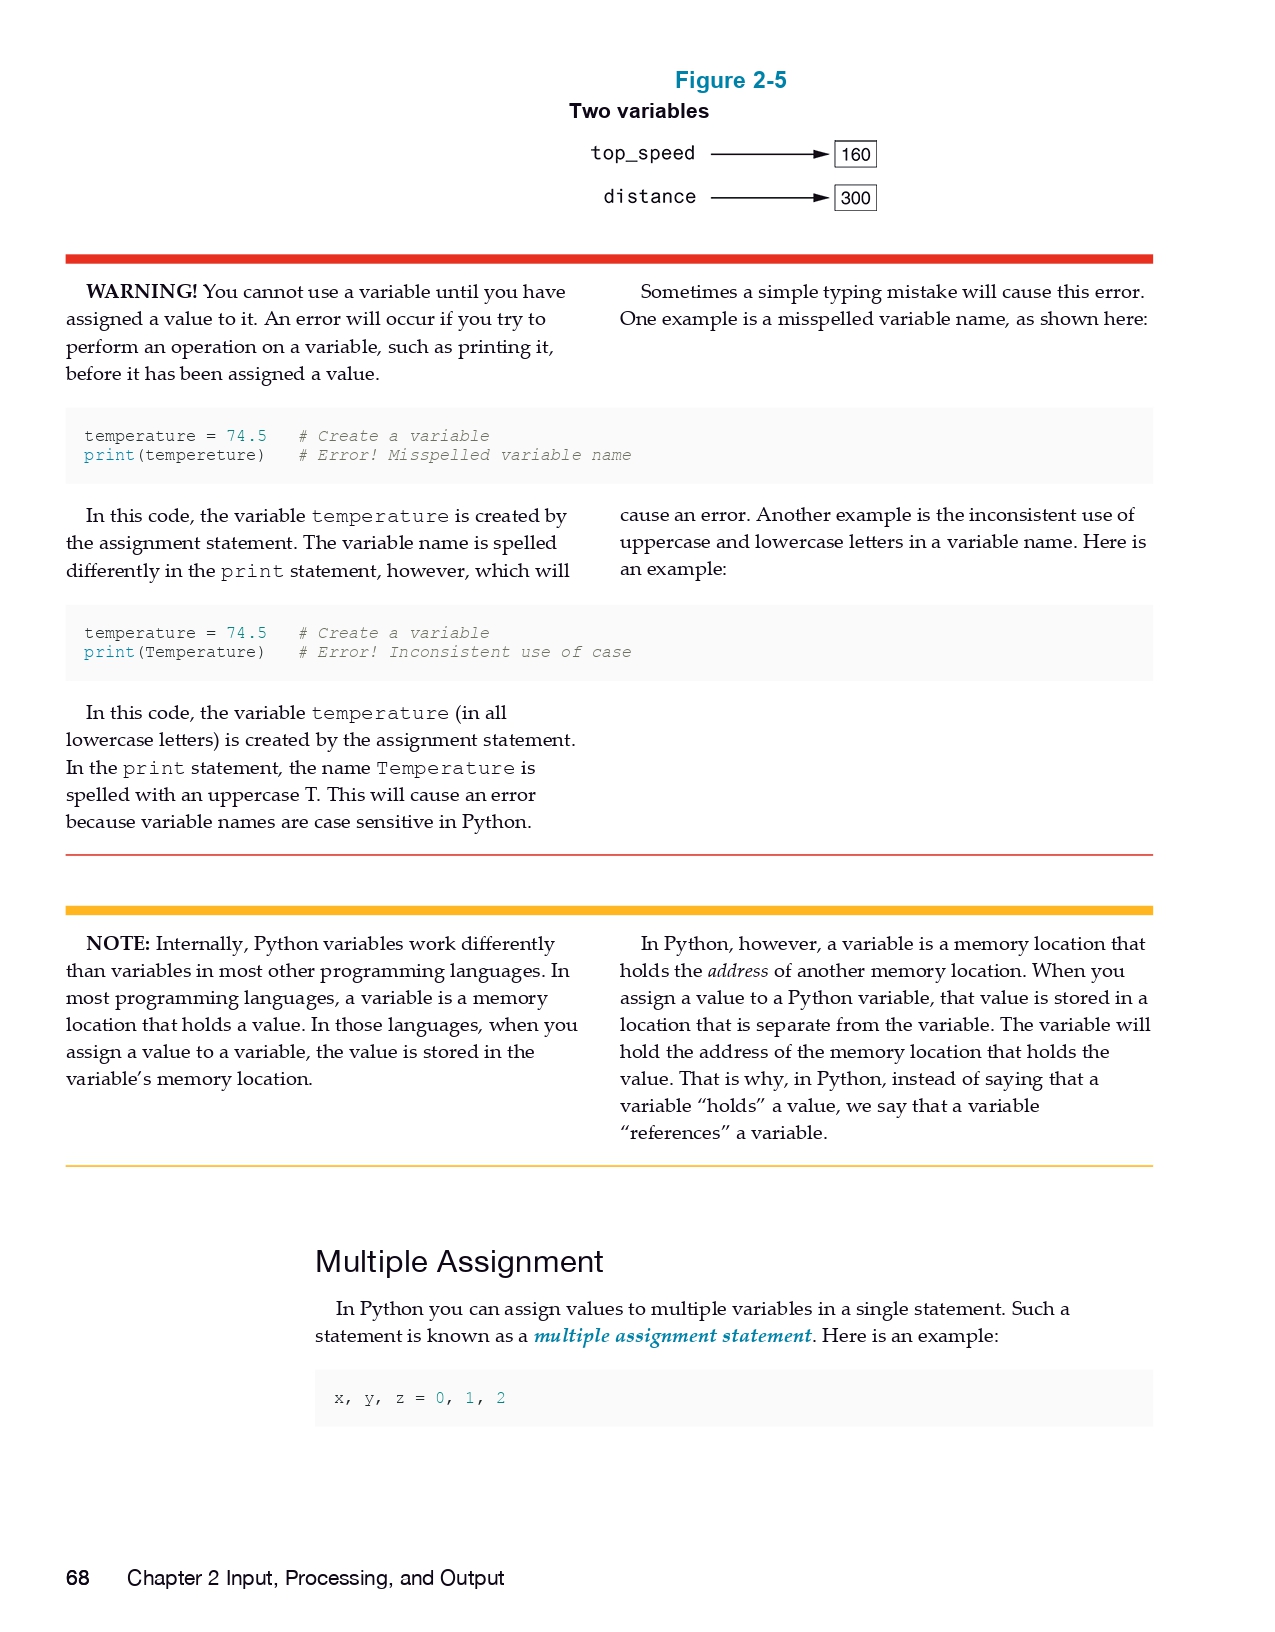 Figure 2-5
Two variables
top_speed 160
distance 300
WARNING! You cannot use a variable until you have
assigned a value to it. An error will occur if you try to
perform an operation on a variable, such as printing it,
before it has been assigned a value.
Sometimes a simple typing mistake will cause this error.
One example is a misspelled variable name, as shown here:
temperature = 74.5   # Create a variable
print(tempereture)   # Error! Misspelled variable name
In this code, the variable temperature is created by
the assignment statement. The variable name is spelled
differently in the print statement, however, which will
cause an error. Another example is the inconsistent use of
uppercase and lowercase letters in a variable name. Here is
an example:
temperature = 74.5   # Create a variable
print(Temperature)   # Error! Inconsistent use of case
In this code, the variable temperature (in all
lowercase letters) is created by the assignment statement.
In the print statement, the name Temperature is
spelled with an uppercase T. This will cause an error
because variable names are case sensitive in Python.
NOTE: Internally, Python variables work differently
than variables in most other programming languages. In
most programming languages, a variable is a memory
location that holds a value. In those languages, when you
assign a value to a variable, the value is stored in the
variable’s memory location.
In Python, however, a variable is a memory location that
holds the address of another memory location. When you
assign a value to a Python variable, that value is stored in a
location that is separate from the variable. The variable will
hold the address of the memory location that holds the
value. That is why, in Python, instead of saying that a
variable “holds” a value, we say that a variable
“references” a variable.
Multiple Assignment
In Python you can assign values to multiple variables in a single statement. Such a
statement is known as a multiple assignment statement. Here is an example:
x, y, z = 0, 1, 2
68 Chapter 2 Input, Processing, and Output